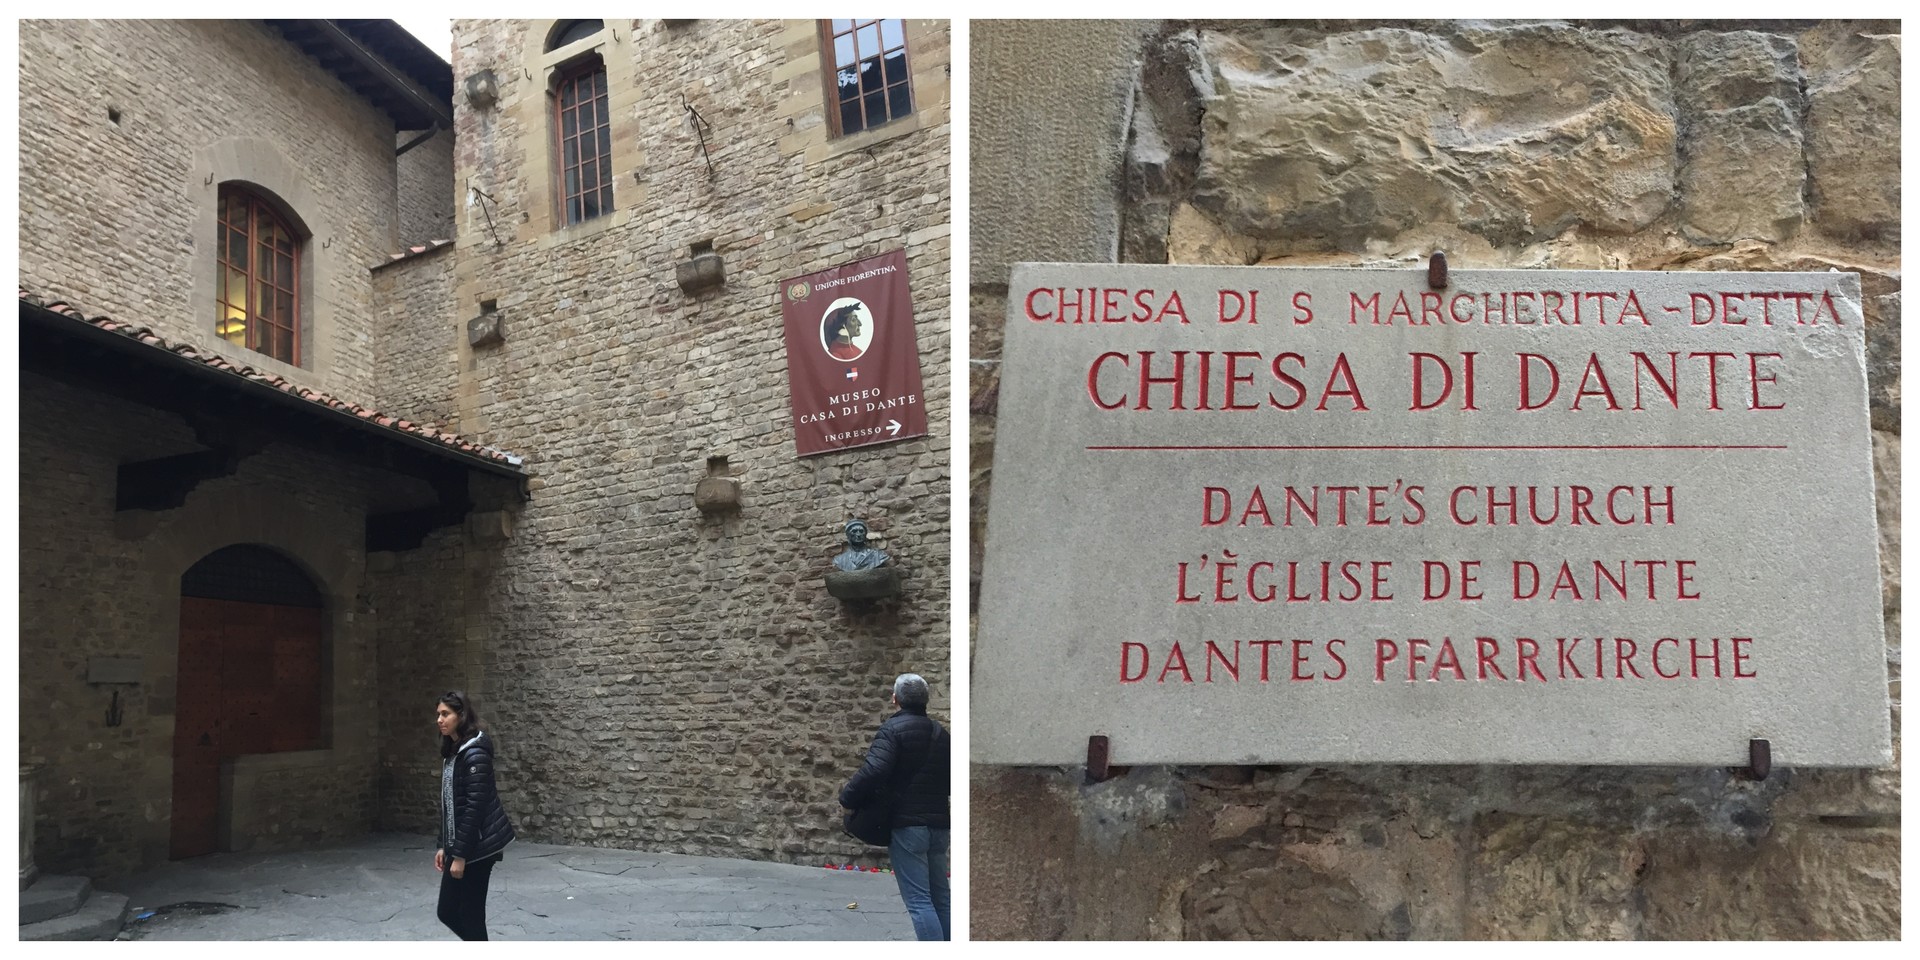 UNIONE FIORENTINA
MUSEO
CASA DI DANTE
INGRESSO →
CHIESA DI S MARGHERITA-DETTA
CHIESA DI DANTE
DANTE'S CHURCH
L'ÈGLISE DE DANTE
DANTES PFARRKIRCHE